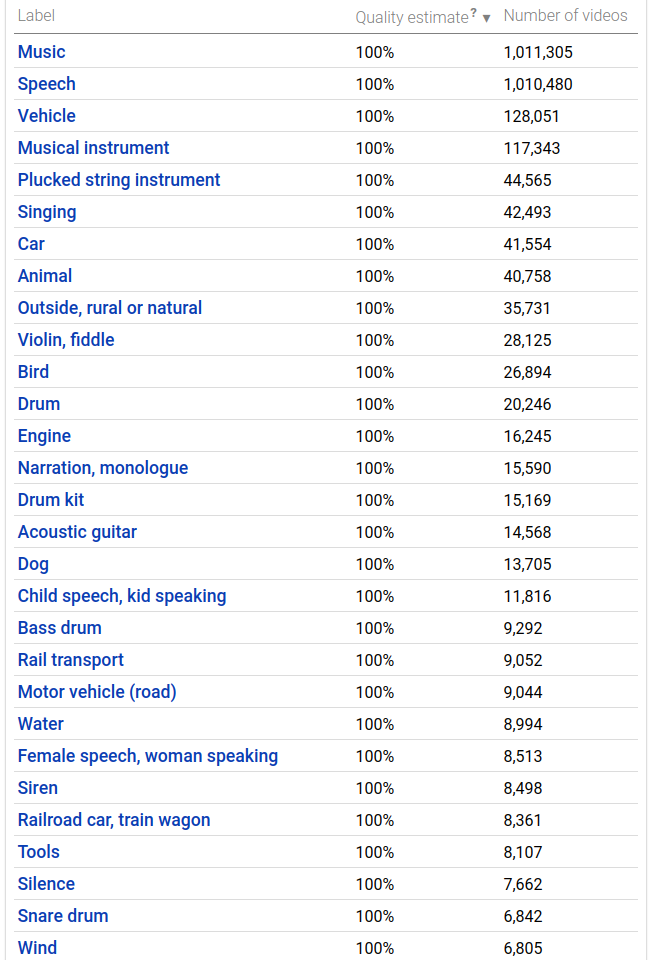 Label Quality estimate? ▼ Number of videos
Music 100% 1,011,305
Speech 100% 1,010,480
Vehicle 100% 128,051
Musical instrument 100% 117,343
Plucked string instrument 100% 44,565
Singing 100% 42,493
Car 100% 41,554
Animal 100% 40,758
Outside, rural or natural 100% 35,731
Violin, fiddle 100% 28,125
Bird 100% 26,894
Drum 100% 20,246
Engine 100% 16,245
Narration, monologue 100% 15,590
Drum kit 100% 15,169
Acoustic guitar 100% 14,568
Dog 100% 13,705
Child speech, kid speaking 100% 11,816
Bass drum 100% 9,292
Rail transport 100% 9,052
Motor vehicle (road) 100% 9,044
Water 100% 8,994
Female speech, woman speaking 100% 8,513
Siren 100% 8,498
Railroad car, train wagon 100% 8,361
Tools 100% 8,107
Silence 100% 7,662
Snare drum 100% 6,842
Wind 100% 6,805